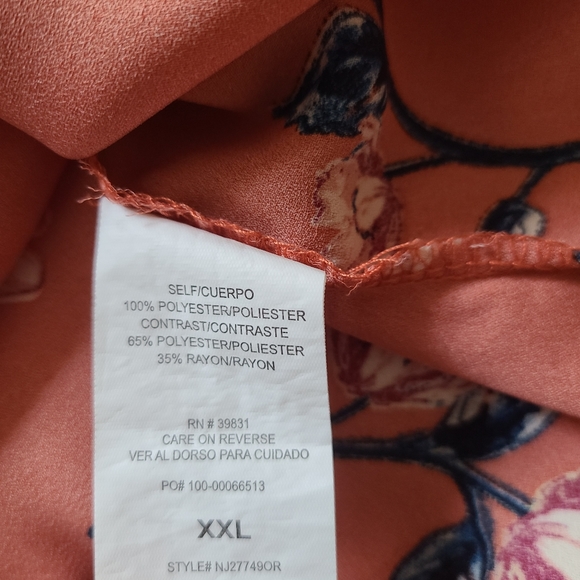 SELF/CUERPO
100% POLYESTER/POLIESTER
CONTRAST/CONTRASTE
65% POLYESTER/POLIESTER
35% RAYON/RAYON
RN # 39831
CARE ON REVERSE
VER AL DORSO PARA CUIDADO
PO# 100-00066513
XXL
STYLE# NJ27749OR